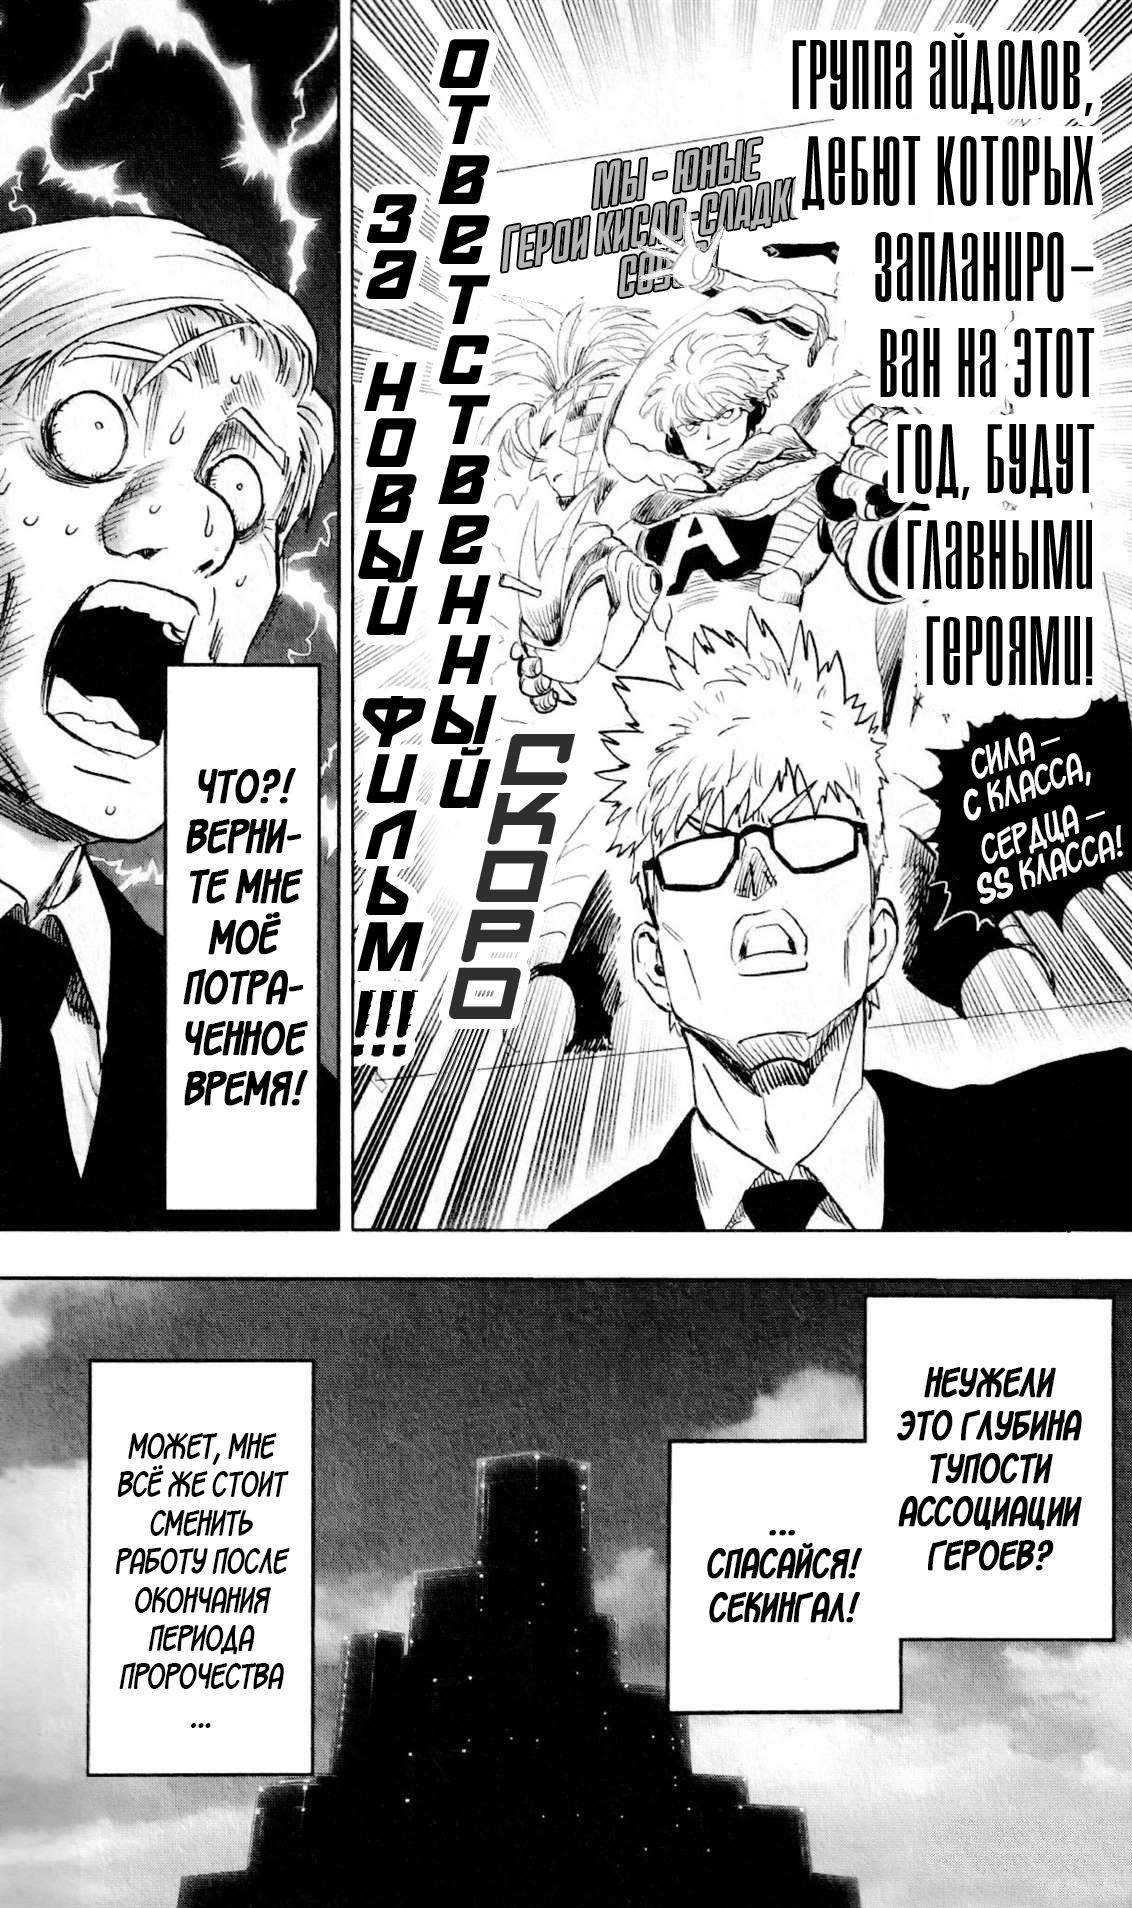 ГРУППА АЙДОЛОВ,
ДЕБЮТ КОТОРЫХ
ЗАПЛАНИРО-
ВАН НА ЭТОТ
ГОД, БУДУТ
ГЛАВНЫМИ
ГЕРОЯМИ!
МЫ - ЮНЫЕ
ГЕРОИ КИСЛО-СЛАДК
СИЛА -
С КЛАССА,
СЕРДЦА -
SS КЛАССА!
СКОРО
ОТВЕТСТВЕННЫЙ
ЗА НОВЫЙ ФИЛЬМ!!!
ЧТО?!
ВЕРНИ-
ТЕ МНЕ
МОЁ
ПОТРА-
ЧЕННОЕ
ВРЕМЯ!
НЕУЖЕЛИ
ЭТО ГЛУБИНА
ТУПОСТИ
АССОЦИАЦИИ
ГЕРОЕВ?
...
СПАСАЙСЯ!
СЕКИНГАЛ!
МОЖЕТ, МНЕ
ВСЁ ЖЕ СТОИТ
СМЕНИТЬ
РАБОТУ ПОСЛЕ
ОКОНЧАНИЯ
ПЕРИОДА
ПРОРОЧЕСТВА
...
A